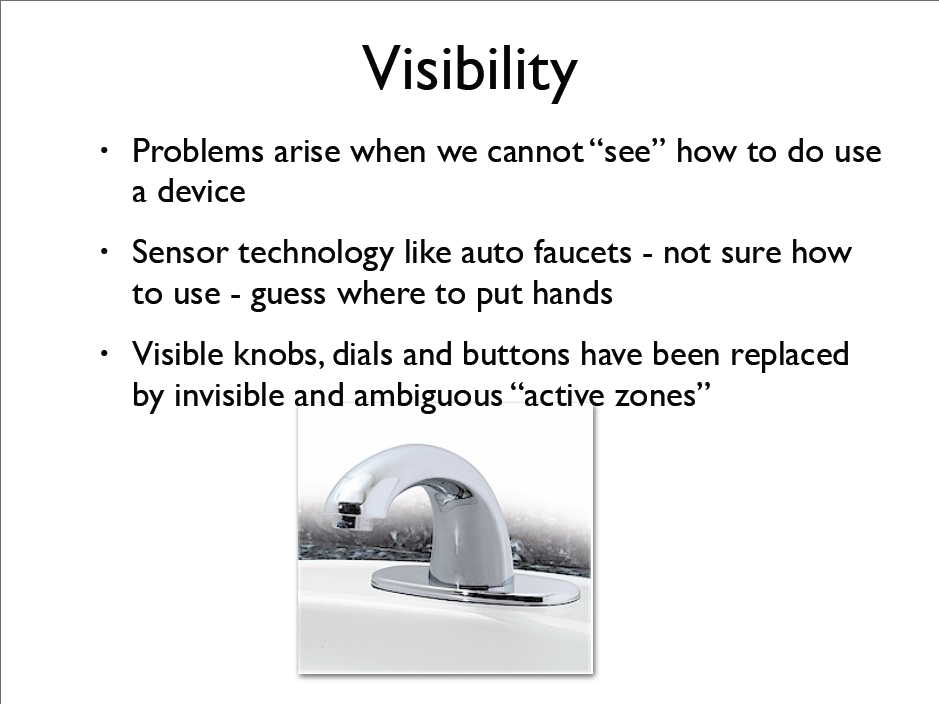 Visibility
• Problems arise when we cannot “see” how to do use
a device
• Sensor technology like auto faucets - not sure how
to use - guess where to put hands
• Visible knobs, dials and buttons have been replaced
by invisible and ambiguous “active zones”